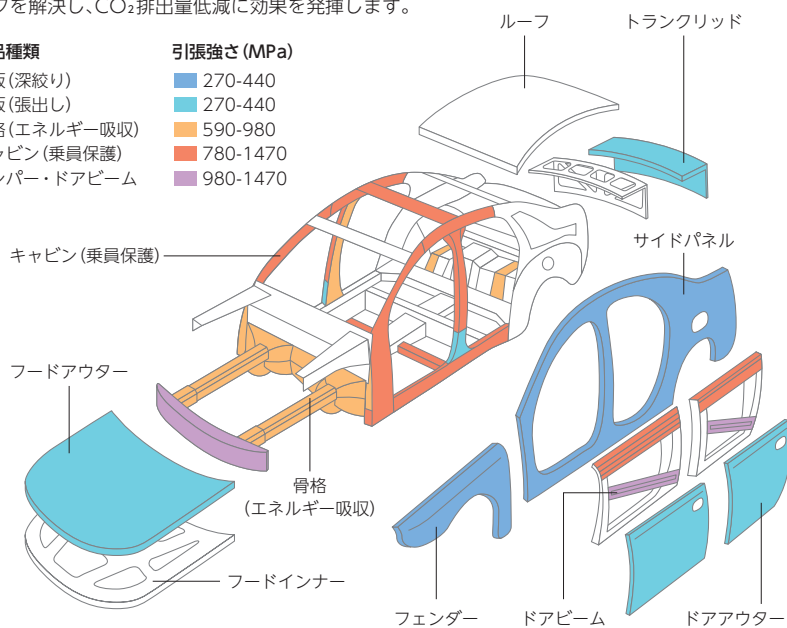 を解決し、CO₂排出量低減に効果を発揮します。
品種類 引張強さ(MPa)
板(深絞り) 270-440
板(張出し) 270-440
格(エネルギー吸収) 590-980
ャビン(乗員保護) 780-1470
ンパー・ドアビーム 980-1470
ルーフ
トランクリッド
キャビン(乗員保護)
サイドパネル
フードアウター
骨格
(エネルギー吸収)
フードインナー
フェンダー
ドアビーム
ドアアウター